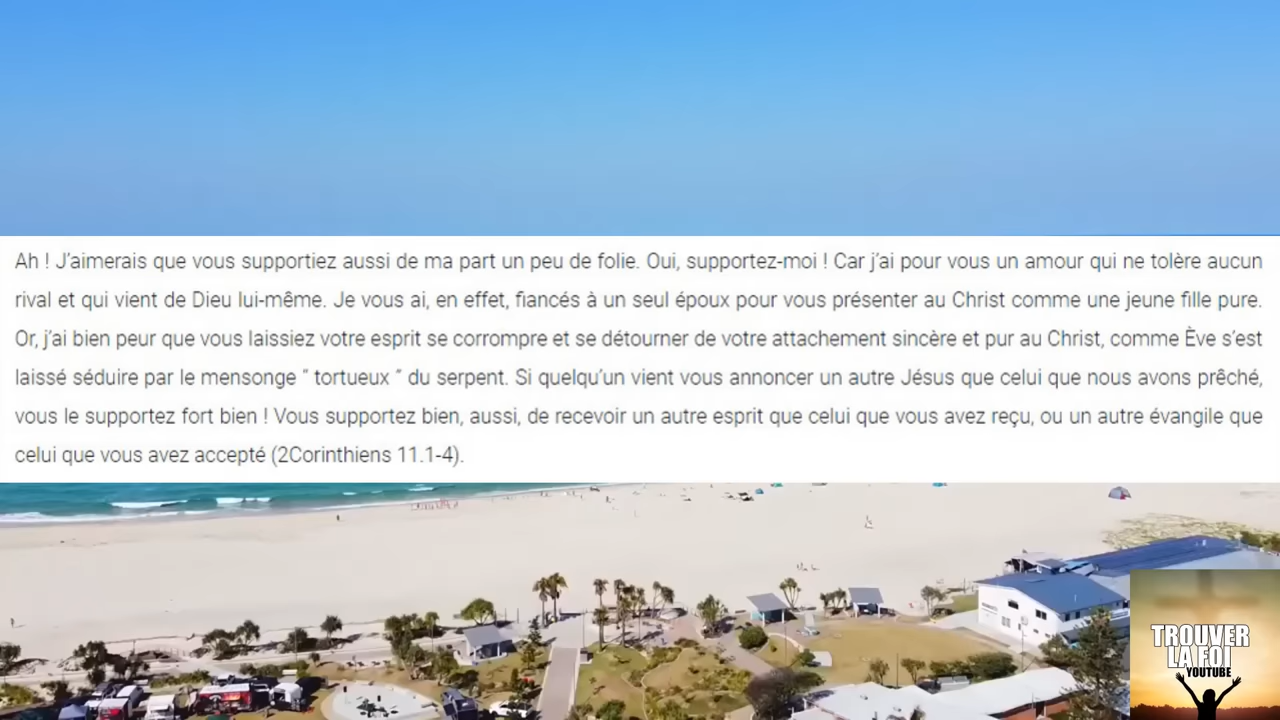 Ah ! J’aimerais que vous supportiez aussi de ma part un peu de folie. Oui, supportez-moi ! Car j’ai pour vous un amour qui ne tolère aucun
rival et qui vient de Dieu lui-même. Je vous ai, en effet, fiancés à un seul époux pour vous présenter au Christ comme une jeune fille pure.
Or, j’ai bien peur que vous laissiez votre esprit se corrompre et se détourner de votre attachement sincère et pur au Christ, comme Ève s’est
laissé séduire par le mensonge “ tortueux ” du serpent. Si quelqu’un vient vous annoncer un autre Jésus que celui que nous avons prêché,
vous le supportez fort bien ! Vous supportez bien, aussi, de recevoir un autre esprit que celui que vous avez reçu, ou un autre évangile que
celui que vous avez accepté (2Corinthiens 11.1-4).
TROUVER
LA FOI
YOUTUBE